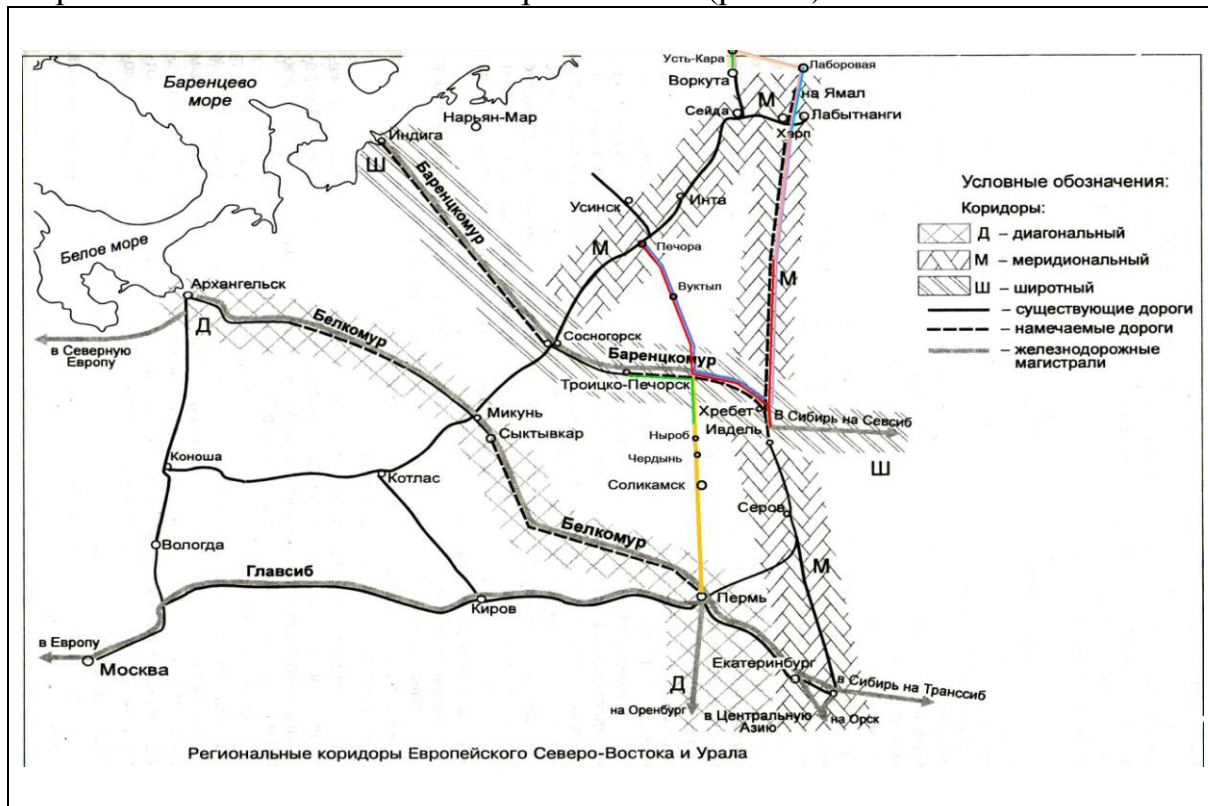 Баренцево
море
Нарьян-Мар
Индига
Ш
Баренцкомур
Усть-Кара
Воркута
Лаборовая
на Ямал
М
Сейда
Лабытнанги
Хэрп
Усинск
Инта
М
Печора
Вуктыл
М
Белое море
Архангельск
Д
в Северную
Европу
Белкомур
Сосногорск
Баренцкомур
Троицко-Печорск
Хребет
Ивдель
В Сибирь на Севсиб
Ш
Микунь
Сыктывкар
Ныроб
Чердынь
Соликамск
Коноша
Котлас
Серов
Вологда
Белкомур
М
Главсиб
Киров
Пермь
в Европу
Москва
Екатеринбург
в Сибирь на Транссиб
Д
на Оренбург
в Центральную
Азию
на Орск
Условные обозначения:
Коридоры:
Д – диагональный
М – меридиональный
Ш – широтный
– существующие дороги
– намечаемые дороги
– железнодорожные
магистрали
Региональные коридоры Европейского Северо-Востока и Урала